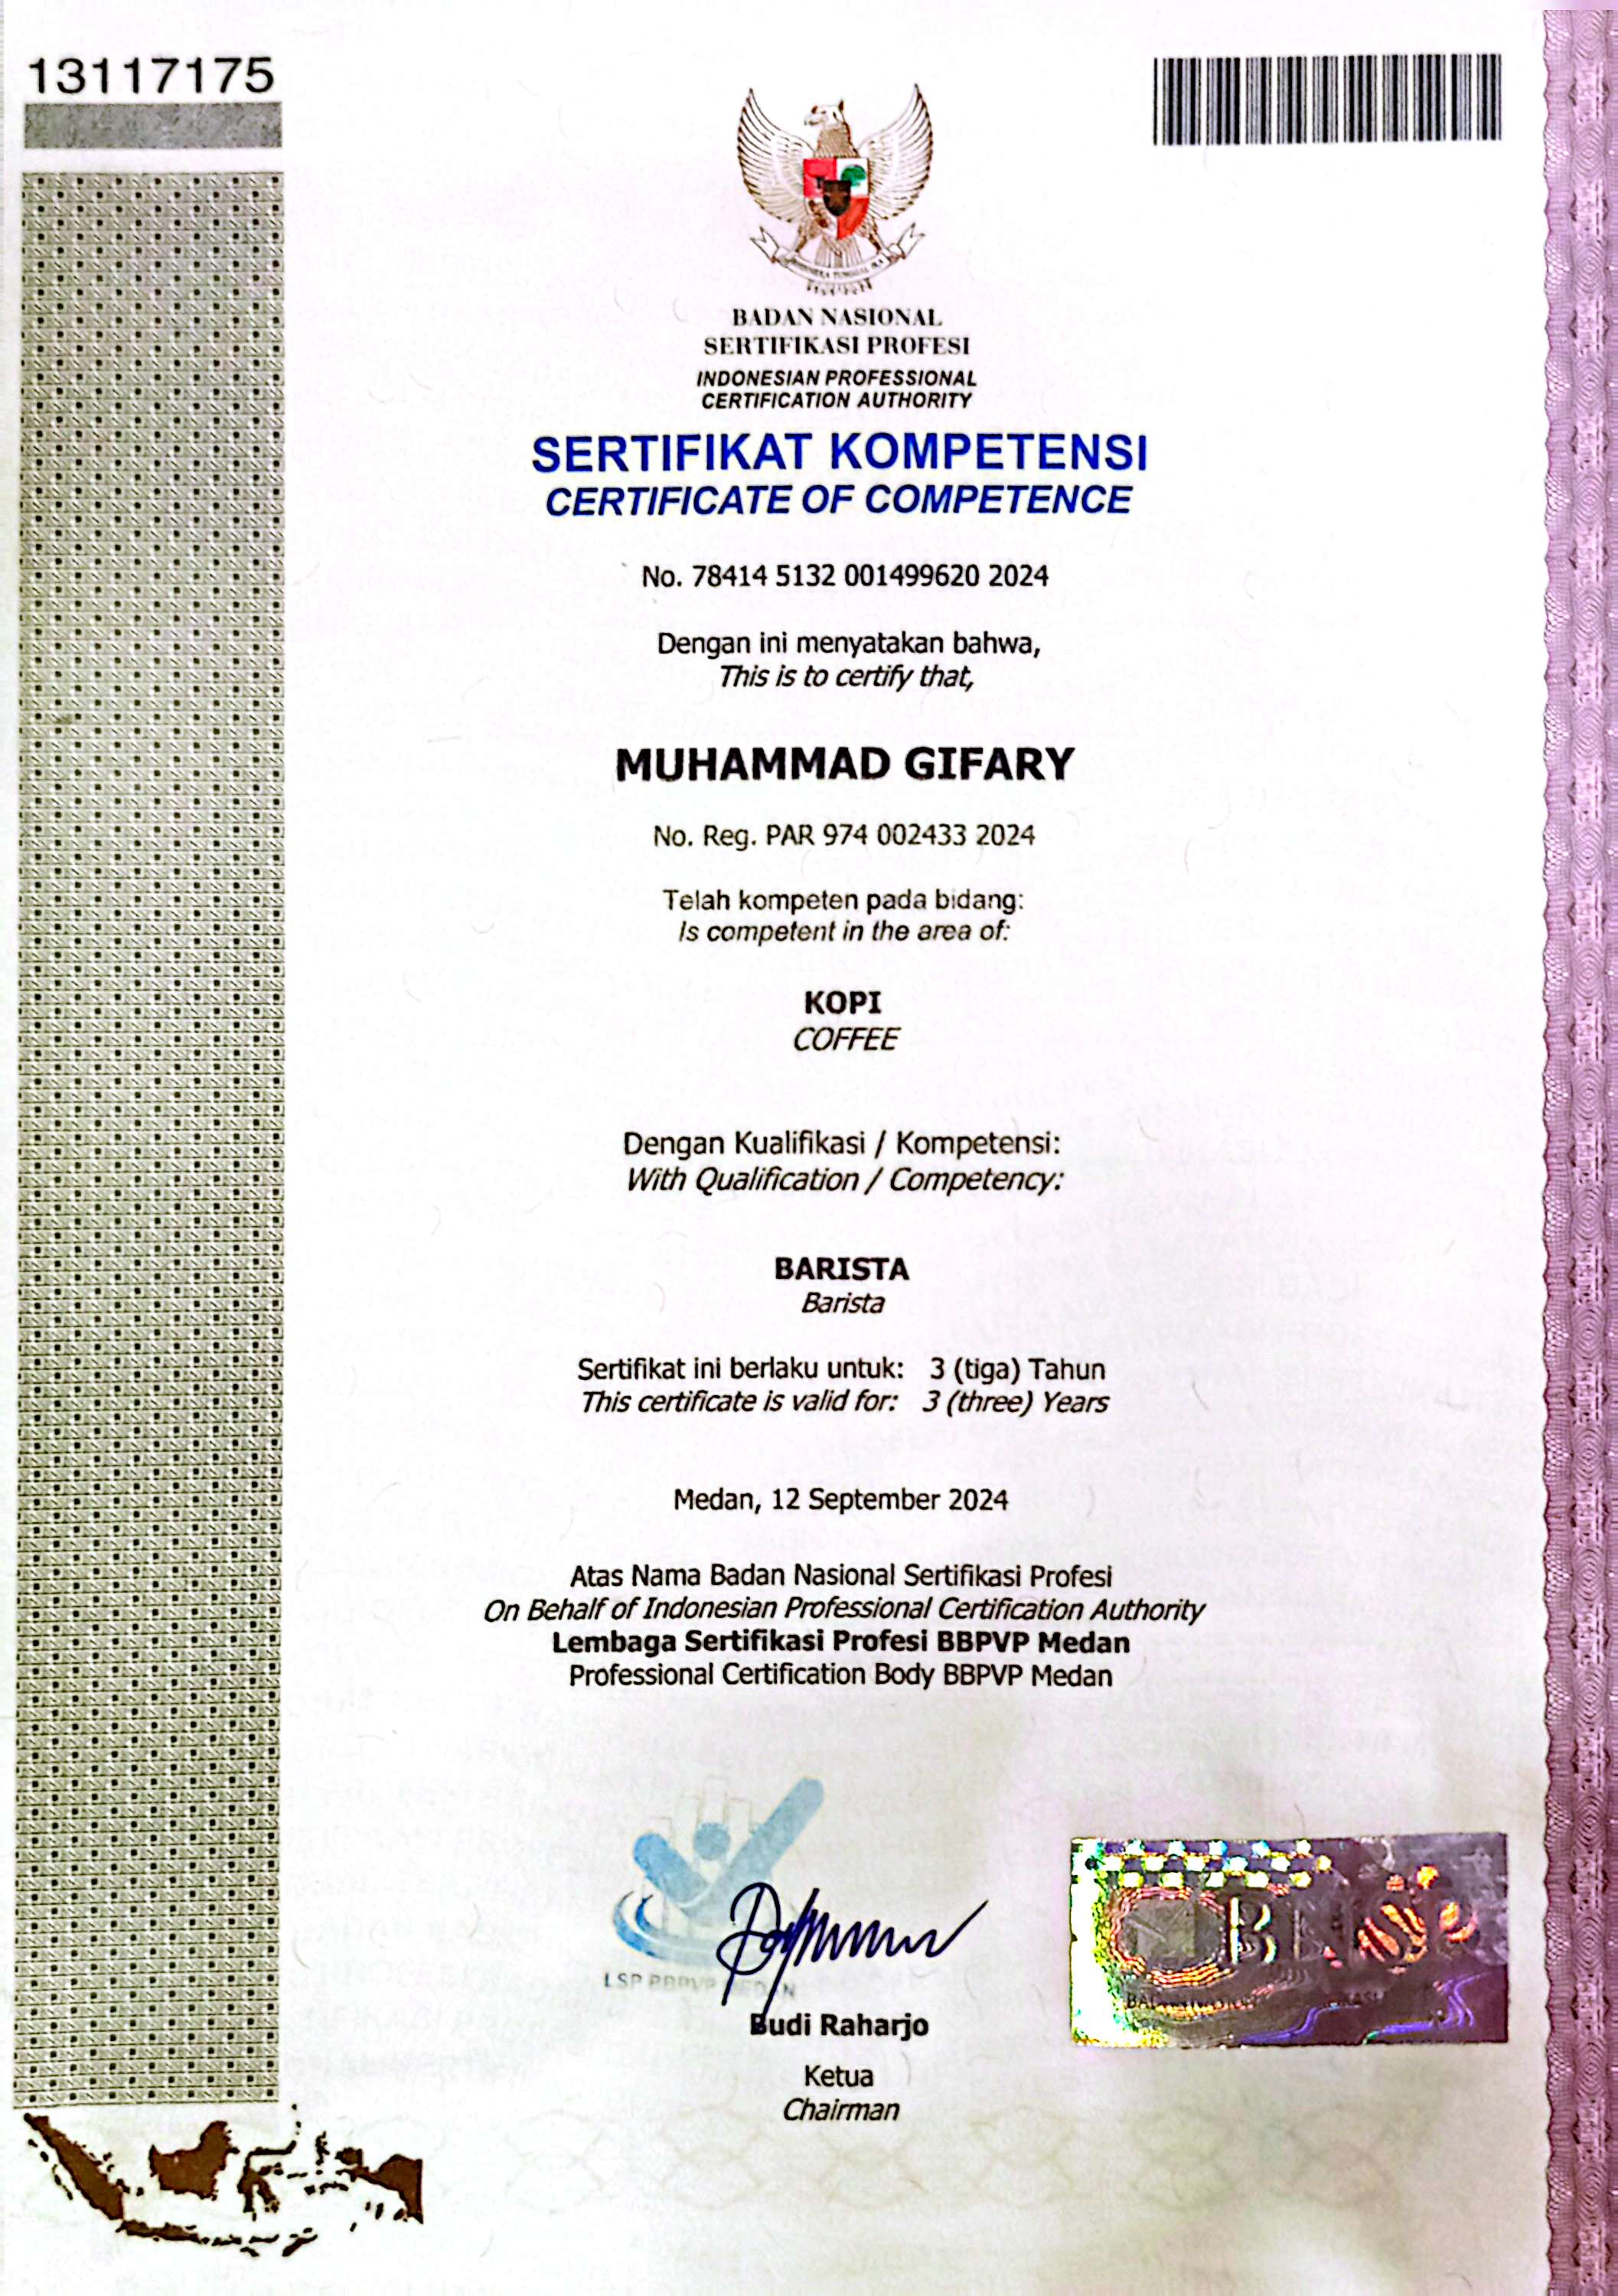 13117175
BADAN NASIONAL
SERTIFIKASI PROFESI
INDONESIAN PROFESSIONAL
CERTIFICATION AUTHORITY
SERTIFIKAT KOMPETENSI
CERTIFICATE OF COMPETENCE
No. 78414 5132 001499620 2024
Dengan ini menyatakan bahwa,
This is to certify that,
MUHAMMAD GIFARY
No. Reg. PAR 974 002433 2024
Telah kompeten pada bidang:
Is competent in the area of:
KOPI
COFFEE
Dengan Kualifikasi / Kompetensi:
With Qualification / Competency:
BARISTA
Barista
Sertifikat ini berlaku untuk: 3 (tiga) Tahun
This certificate is valid for: 3 (three) Years
Medan, 12 September 2024
Atas Nama Badan Nasional Sertifikasi Profesi
On Behalf of Indonesian Professional Certification Authority
Lembaga Sertifikasi Profesi BBPVP Medan
Professional Certification Body BBPVP Medan
LSP BBPVP MEDAN
Budi Raharjo
Ketua
Chairman